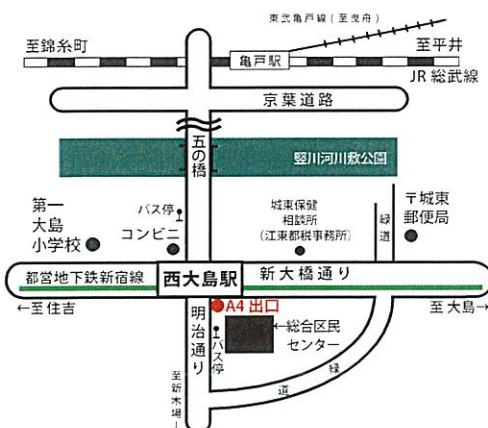 東武亀戸線（至曳舟）
至錦糸町
亀戸駅
至平井
JR 総武線
京葉道路
五の橋
竪川河川敷公園
バス停
第一
大島
小学校
コンビニ
城東保健
相談所
（江東都税事務所）
緑道
〒城東
郵便局
都営地下鉄新宿線
西大島駅
新大橋通り
←至住吉
A4 出口
至大島→
明治通り
バス停
←総合区民
センター
緑道
至新木場→